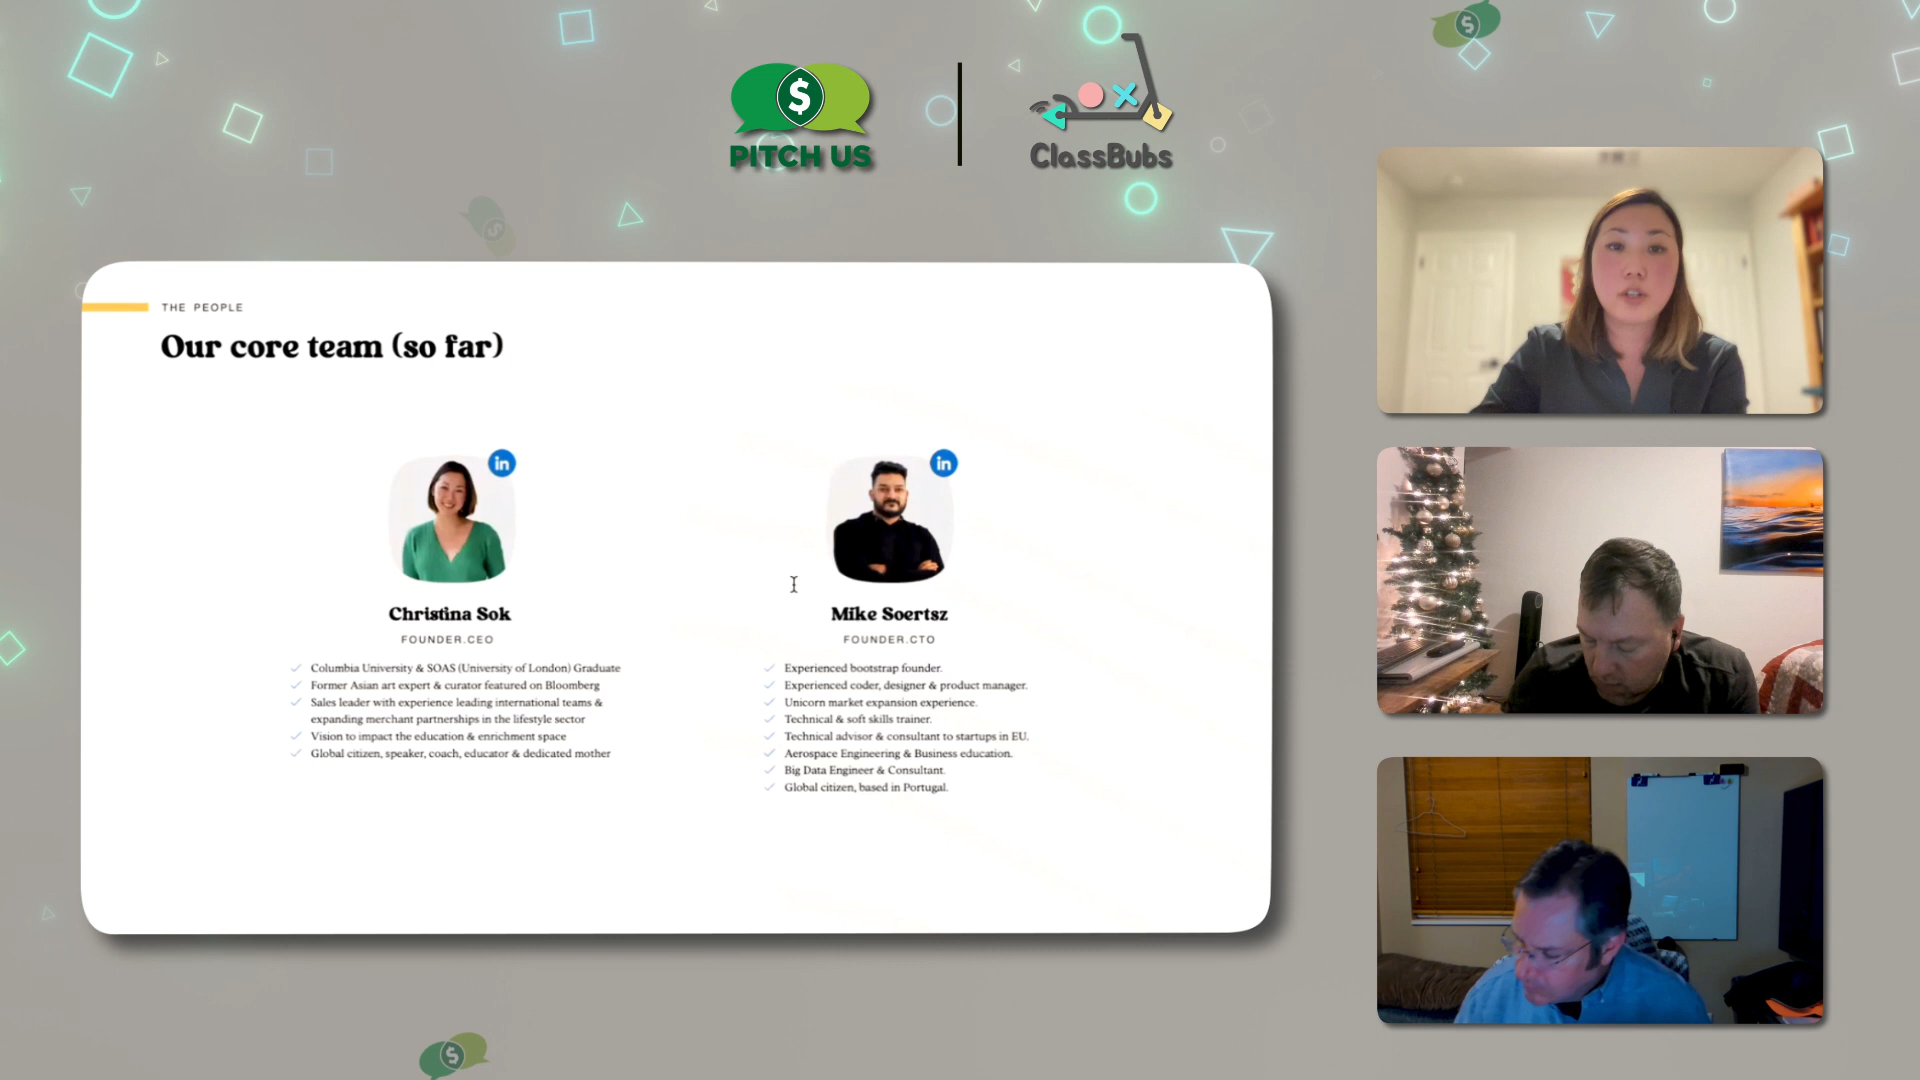 $
PITCH US
ClassBubs
THE PEOPLE
Our core team (so far)
in
in
Christina Sok
FOUNDER.CEO
Columbia University & SOAS (University of London) Graduate
Former Asian art expert & curator featured on Bloomberg
Sales leader with experience leading international teams &
expanding merchant partnerships in the lifestyle sector
Vision to impact the education & enrichment space
Global citizen, speaker, coach, educator & dedicated mother
Mike Soertsz
FOUNDER.CTO
Experienced bootstrap founder.
Experienced coder, designer & product manager.
Unicorn market expansion experience.
Technical & soft skills trainer.
Technical advisor & consultant to startups in EU.
Aerospace Engineering & Business education.
Big Data Engineer & Consultant.
Global citizen, based in Portugal.
$
$
$